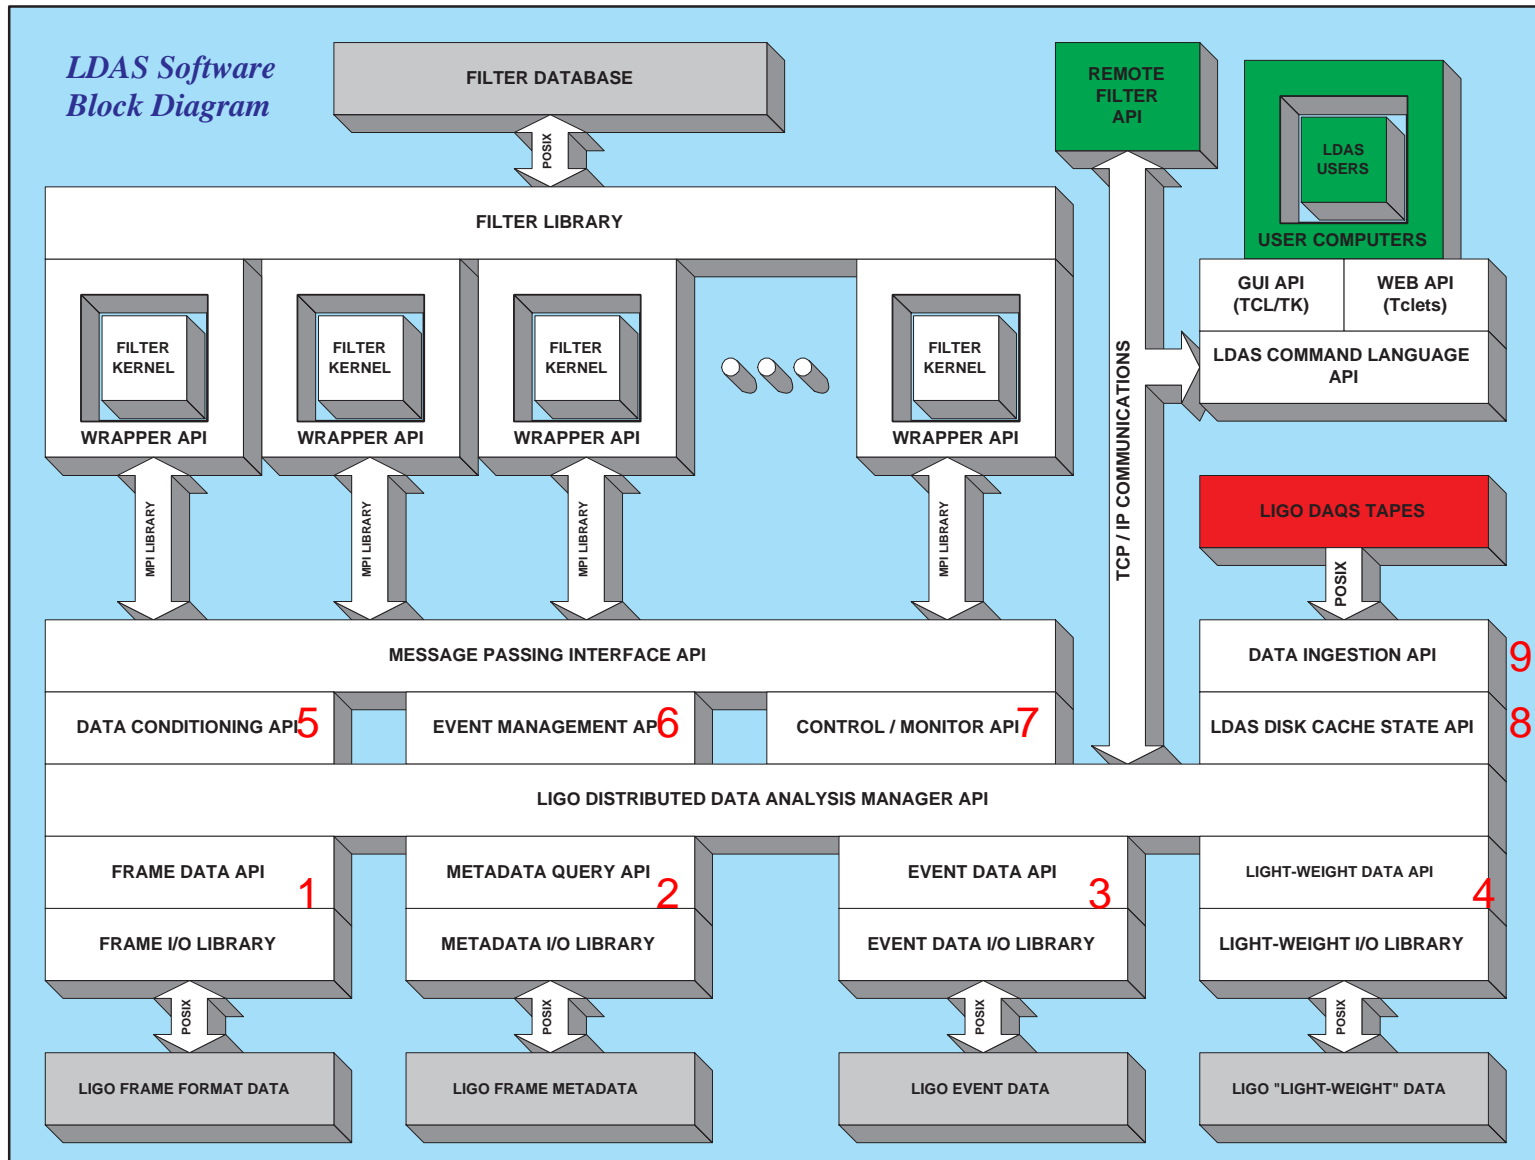 LDAS Software
Block Diagram
FILTER DATABASE
REMOTE
FILTER
API
LDAS
USERS
USER COMPUTERS
POSIX
FILTER LIBRARY
GUI API
(TCL/TK)
WEB API
(Tclets)
LDAS COMMAND LANGUAGE
API
FILTER
KERNEL
WRAPPER API
FILTER
KERNEL
WRAPPER API
FILTER
KERNEL
WRAPPER API
FILTER
KERNEL
WRAPPER API
TCP / IP COMMUNICATIONS
MPI LIBRARY
MPI LIBRARY
MPI LIBRARY
MPI LIBRARY
LIGO DAQS TAPES
POSIX
MESSAGE PASSING INTERFACE API
DATA INGESTION API
9
DATA CONDITIONING API
5
EVENT MANAGEMENT API
6
CONTROL / MONITOR API
7
LDAS DISK CACHE STATE API
8
LIGO DISTRIBUTED DATA ANALYSIS MANAGER API
FRAME DATA API
1
METADATA QUERY API
2
EVENT DATA API
3
LIGHT-WEIGHT DATA API
4
FRAME I/O LIBRARY
METADATA I/O LIBRARY
EVENT DATA I/O LIBRARY
LIGHT-WEIGHT I/O LIBRARY
POSIX
POSIX
POSIX
POSIX
LIGO FRAME FORMAT DATA
LIGO FRAME METADATA
LIGO EVENT DATA
LIGO "LIGHT-WEIGHT" DATA